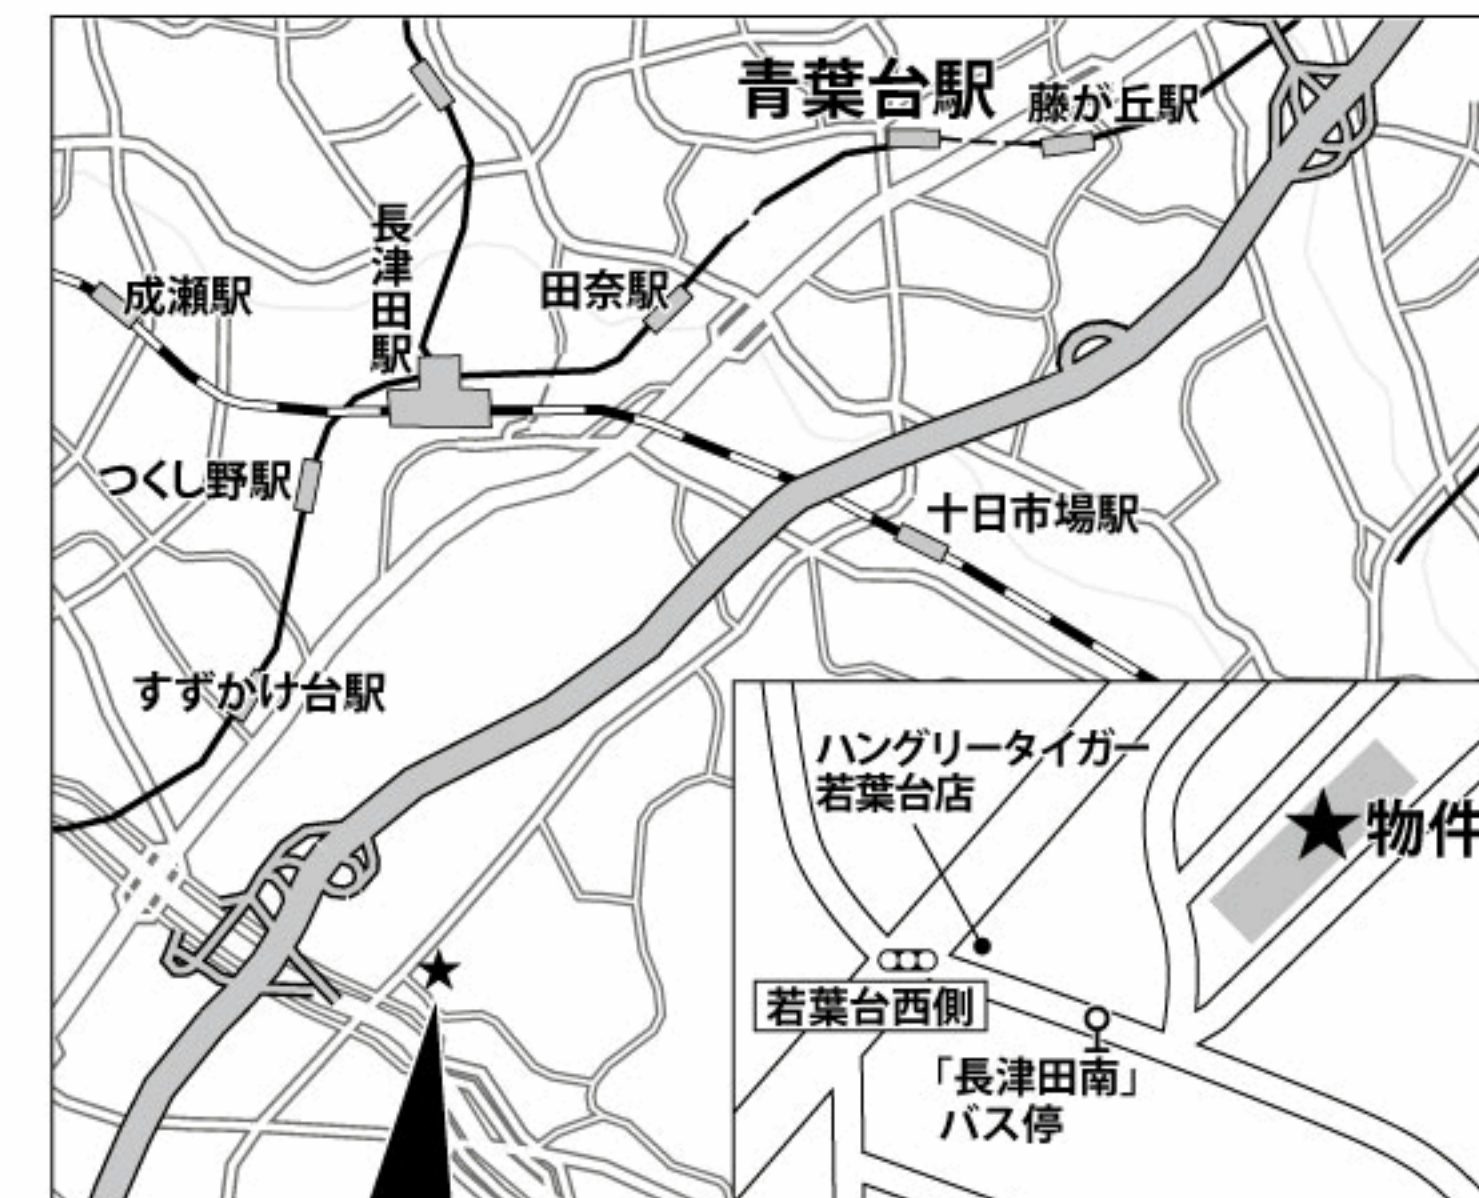 青葉台駅
藤が丘駅
長津田駅
成瀬駅
田奈駅
つくし野駅
十日市場駅
すずかけ台駅
ハングリータイガー
若葉台店
物件
若葉台西側
「長津田南」
バス停